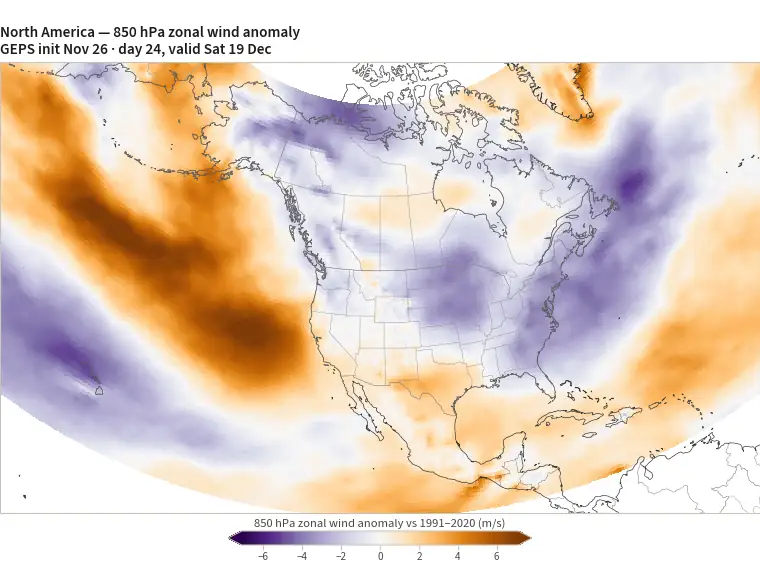 North America — 850 hPa zonal wind anomaly
GEPS init Nov 26 · day 24, valid Sat 19 Dec
850 hPa zonal wind anomaly vs 1991–2020 (m/s)
−6 −4 −2 0 2 4 6